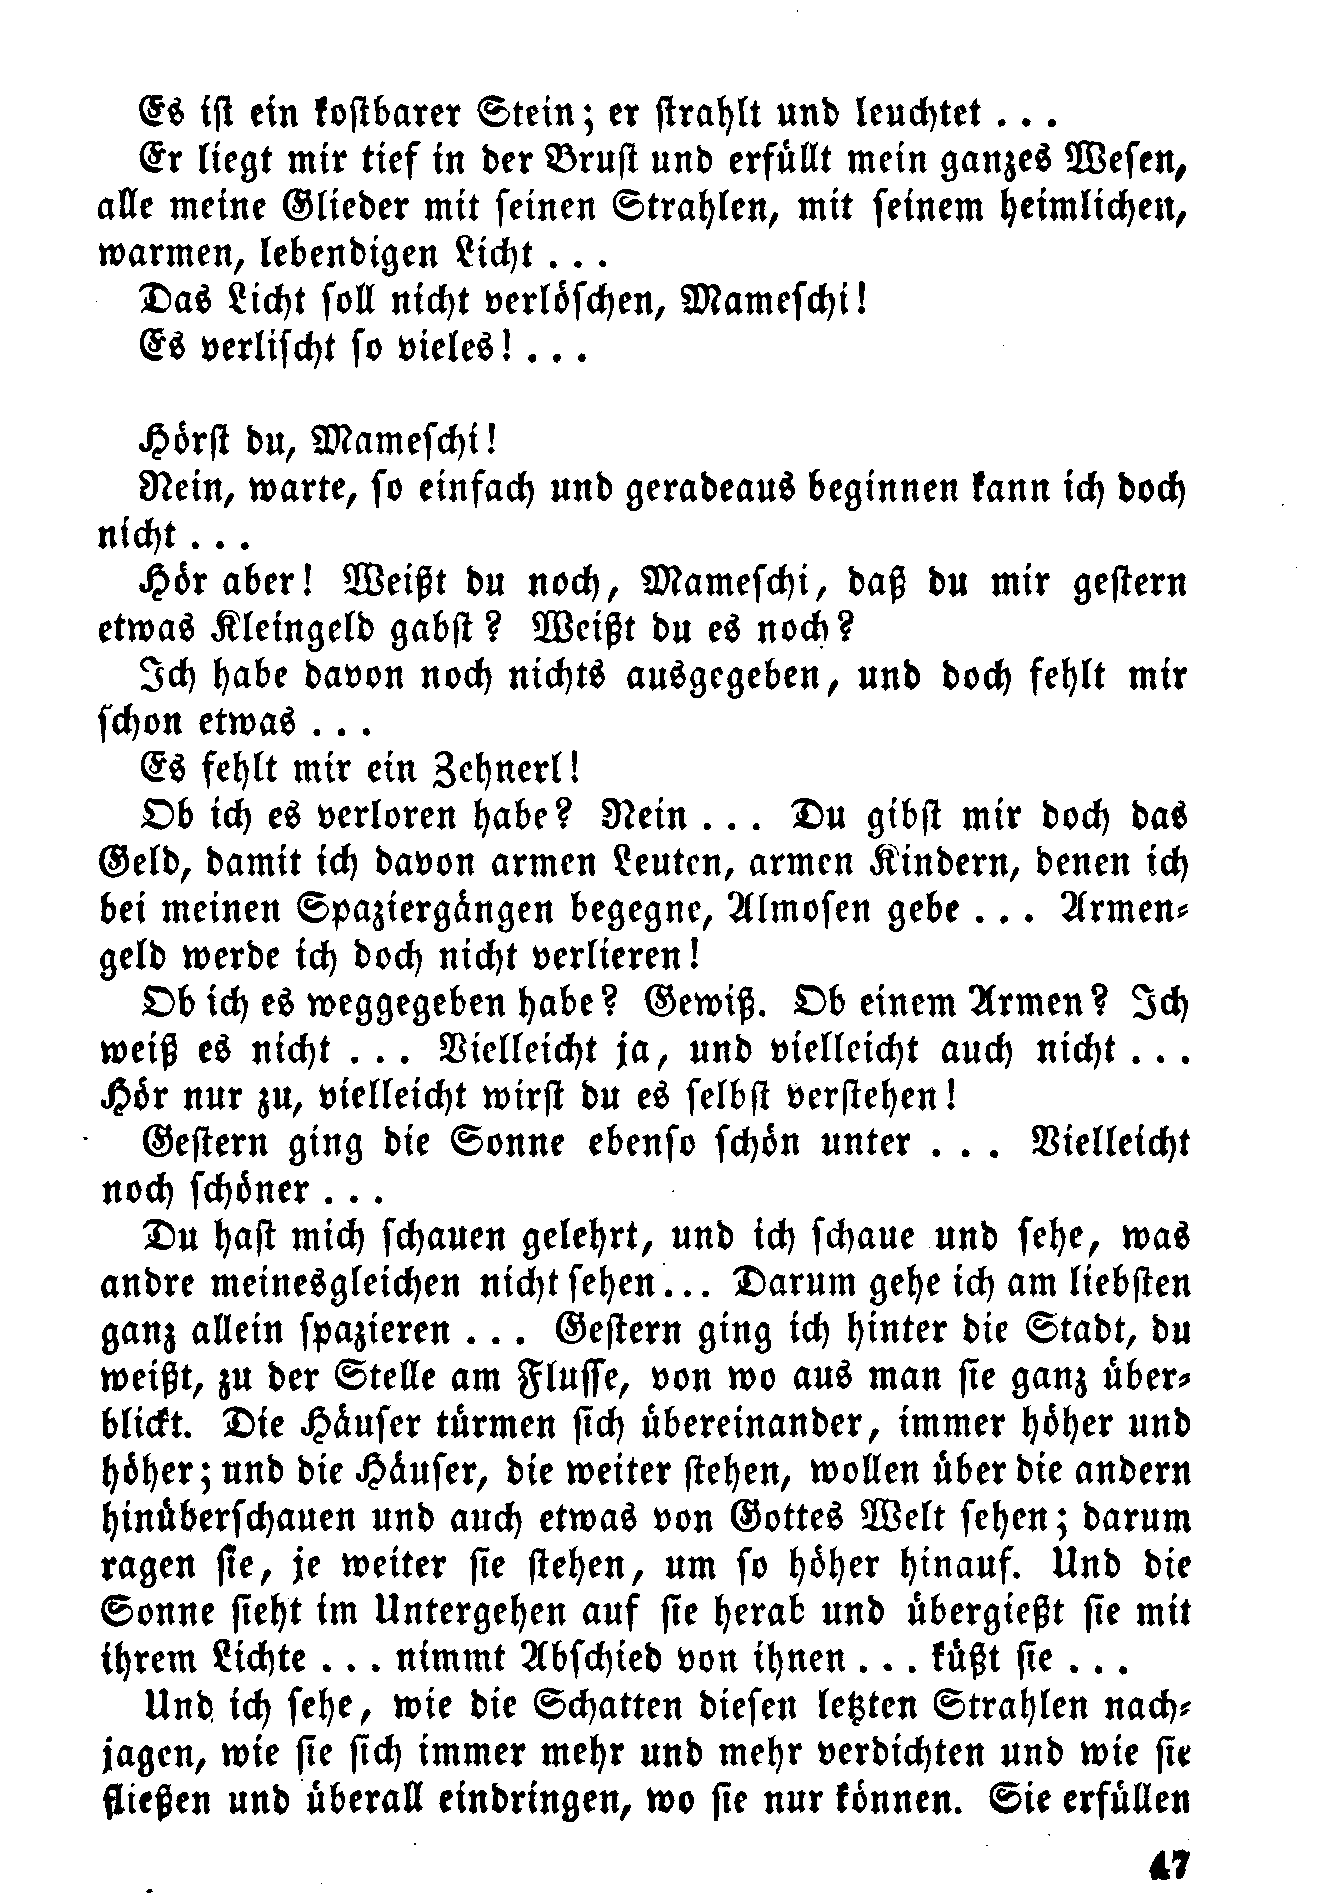 Es ist ein kostbarer Stein; er strahlt und leuchtet . . .
Er liegt mir tief in der Brust und erfüllt mein ganzes Wesen,
alle meine Glieder mit seinen Strahlen, mit seinem heimlichen,
warmen, lebendigen Licht . . .
Das Licht soll nicht verlöschen, Mameschi!
Es verlischt so vieles! . . .
Hörst du, Mameschi!
Nein, warte, so einfach und geradeaus beginnen kann ich doch
nicht . . .
Hör aber! Weißt du noch, Mameschi, daß du mir gestern
etwas Kleingeld gabst? Weißt du es noch?
Ich habe davon noch nichts ausgegeben, und doch fehlt mir
schon etwas . . .
Es fehlt mir ein Zehnerl!
Ob ich es verloren habe? Nein . . . Du gibst mir doch das
Geld, damit ich davon armen Leuten, armen Kindern, denen ich
bei meinen Spaziergängen begegne, Almosen gebe . . . Armen-
geld werde ich doch nicht verlieren!
Ob ich es weggegeben habe? Gewiß. Ob einem Armen? Ich
weiß es nicht . . . Vielleicht ja, und vielleicht auch nicht . . .
Hör nur zu, vielleicht wirst du es selbst verstehen!
Gestern ging die Sonne ebenso schön unter . . . Vielleicht
noch schöner . . .
Du hast mich schauen gelehrt, und ich schaue und sehe, was
andre meinesgleichen nicht sehen . . . Darum gehe ich am liebsten
ganz allein spazieren . . . Gestern ging ich hinter die Stadt, du
weißt, zu der Stelle am Flusse, von wo aus man sie ganz über-
blickt. Die Häuser türmen sich übereinander, immer höher und
höher; und die Häuser, die weiter stehen, wollen über die andern
hinüberschauen und auch etwas von Gottes Welt sehen; darum
ragen sie, je weiter sie stehen, um so höher hinauf. Und die
Sonne sieht im Untergehen auf sie herab und übergießt sie mit
ihrem Lichte . . . nimmt Abschied von ihnen . . . küßt sie . . .
Und ich sehe, wie die Schatten diesen letzten Strahlen nach-
jagen, wie sie sich immer mehr und mehr verdichten und wie sie
fließen und überall eindringen, wo sie nur können. Sie erfüllen
47